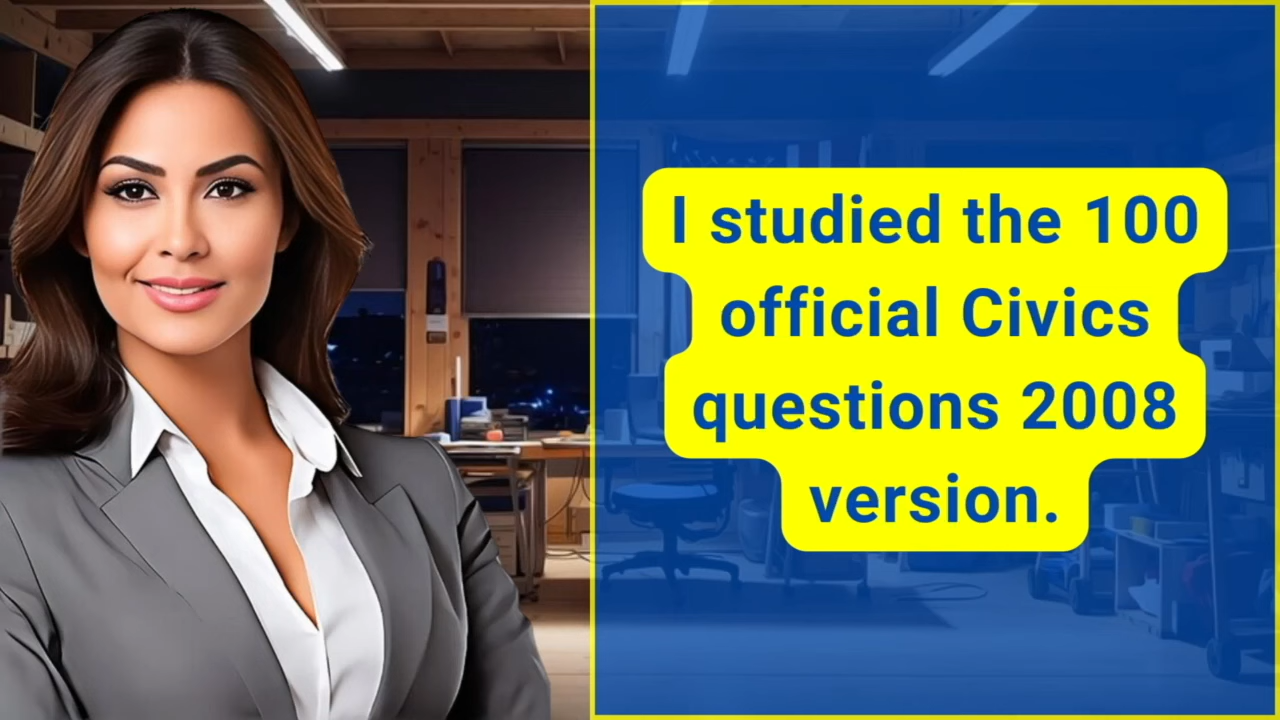 I studied the 100
official Civics
questions 2008
version.